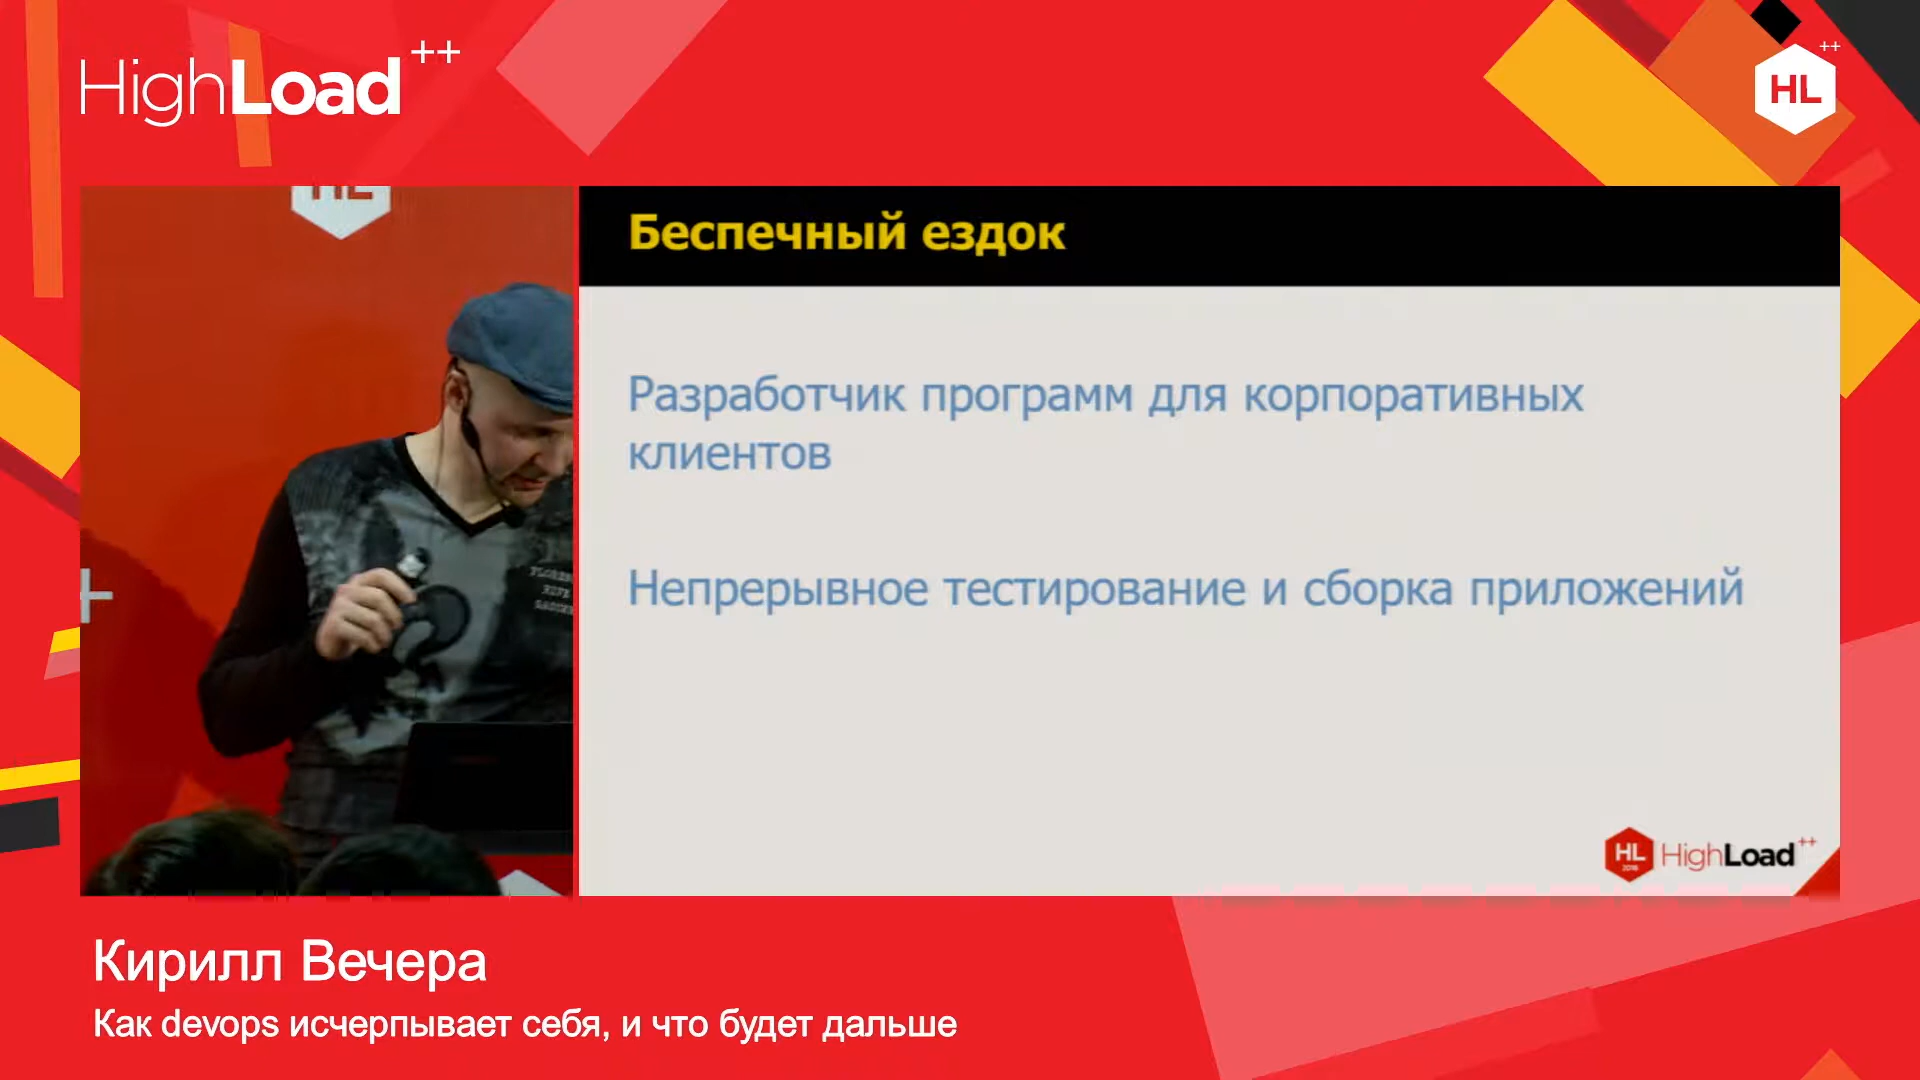 HighLoad++
HL++
HL
Беспечный ездок
Разработчик программ для корпоративных
клиентов
Непрерывное тестирование и сборка приложений
HL
HighLoad++
Кирилл Вечера
Как devops исчерпывает себя, и что будет дальше